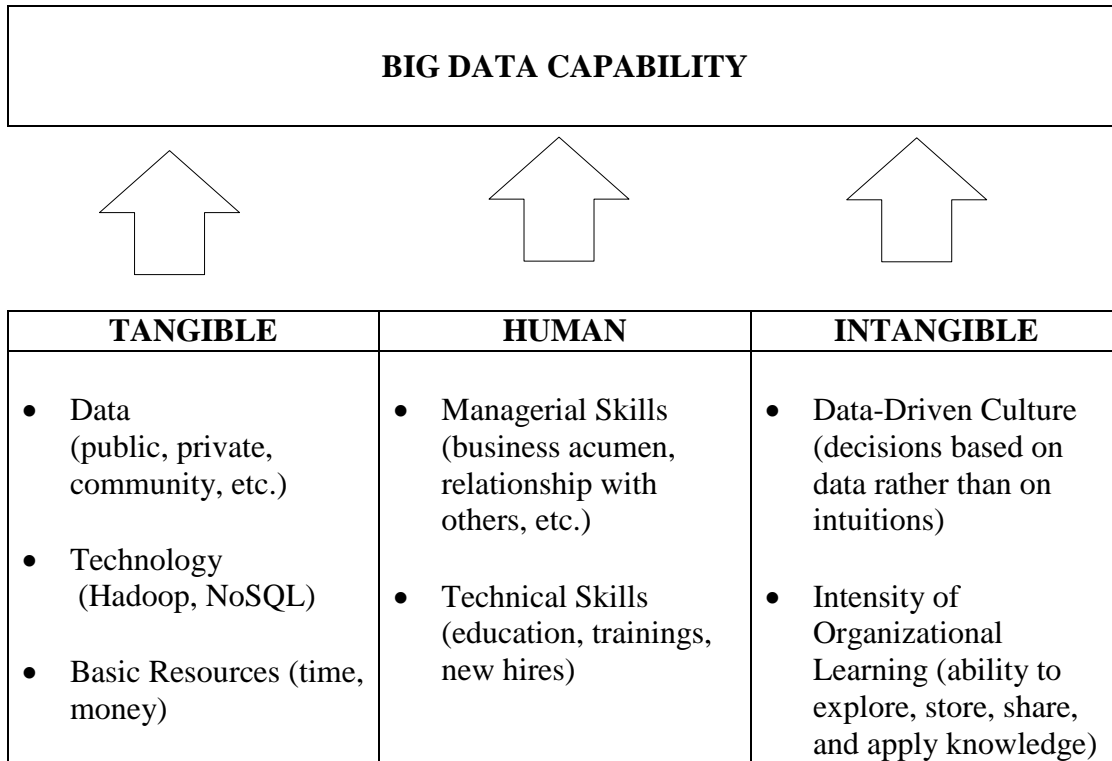 BIG DATA CAPABILITY
TANGIBLE
• Data
(public, private,
community, etc.)
• Technology
(Hadoop, NoSQL)
• Basic Resources (time,
money)
HUMAN
• Managerial Skills
(business acumen,
relationship with
others, etc.)
• Technical Skills
(education, trainings,
new hires)
INTANGIBLE
• Data-Driven Culture
(decisions based on
data rather than on
intuitions)
• Intensity of
Organizational
Learning (ability to
explore, store, share,
and apply knowledge)